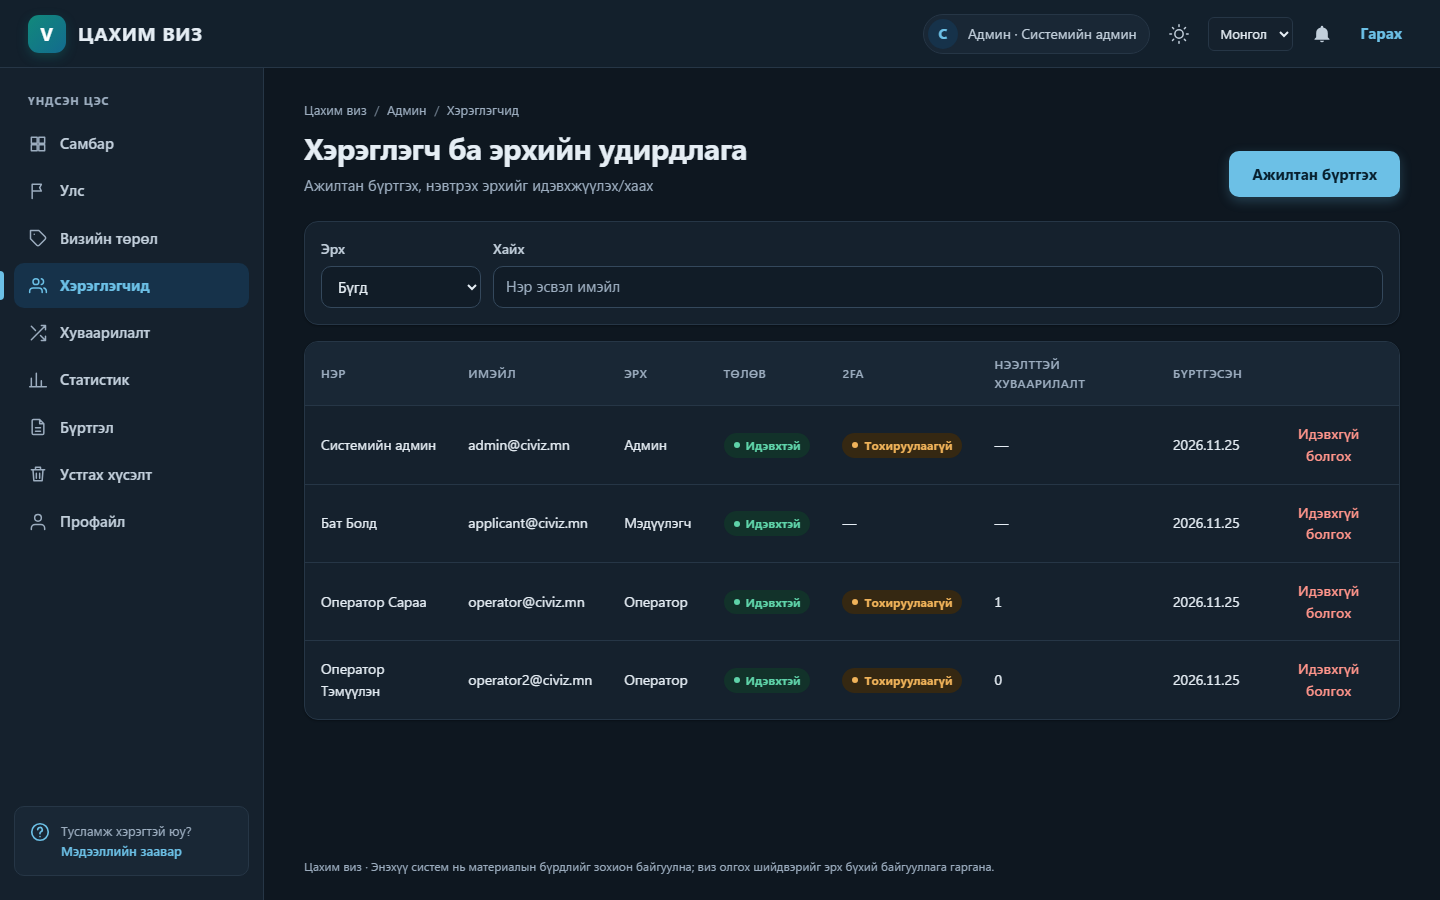 V ЦАХИМ ВИЗ
С Админ · Системийн админ
Монгол
Гарах
ҮНДСЭН ЦЭС
Самбар
Улс
Визийн төрөл
Хэрэглэгчид
Хуваарилалт
Статистик
Бүртгэл
Устгах хүсэлт
Профайл
Тусламж хэрэгтэй юу?
Мэдээллийн заавар
Цахим виз / Админ / Хэрэглэгчид
Хэрэглэгч ба эрхийн удирдлага
Ажилтан бүртгэх, нэвтрэх эрхийг идэвхжүүлэх/хаах
Ажилтан бүртгэх
Эрх
Хайх
Бүгд
Нэр эсвэл имэйл
НЭР ИМЭЙЛ ЭРХ ТӨЛӨВ 2FA НЭЭЛТТЭЙ ХУВААРИЛАЛТ БҮРТГЭСЭН
Системийн админ admin@civiz.mn Админ Идэвхтэй Тохируулаагүй — 2026.11.25 Идэвхгүй болгох
Бат Болд applicant@civiz.mn Мэдүүлэгч Идэвхтэй — — 2026.11.25 Идэвхгүй болгох
Оператор Сараа operator@civiz.mn Оператор Идэвхтэй Тохируулаагүй 1 2026.11.25 Идэвхгүй болгох
Оператор Тэмүүлэн operator2@civiz.mn Оператор Идэвхтэй Тохируулаагүй 0 2026.11.25 Идэвхгүй болгох
Цахим виз · Энэхүү систем нь материалын бүрдлийг зохион байгуулна; виз олгох шийдвэрийг эрх бүхий байгууллага гаргана.